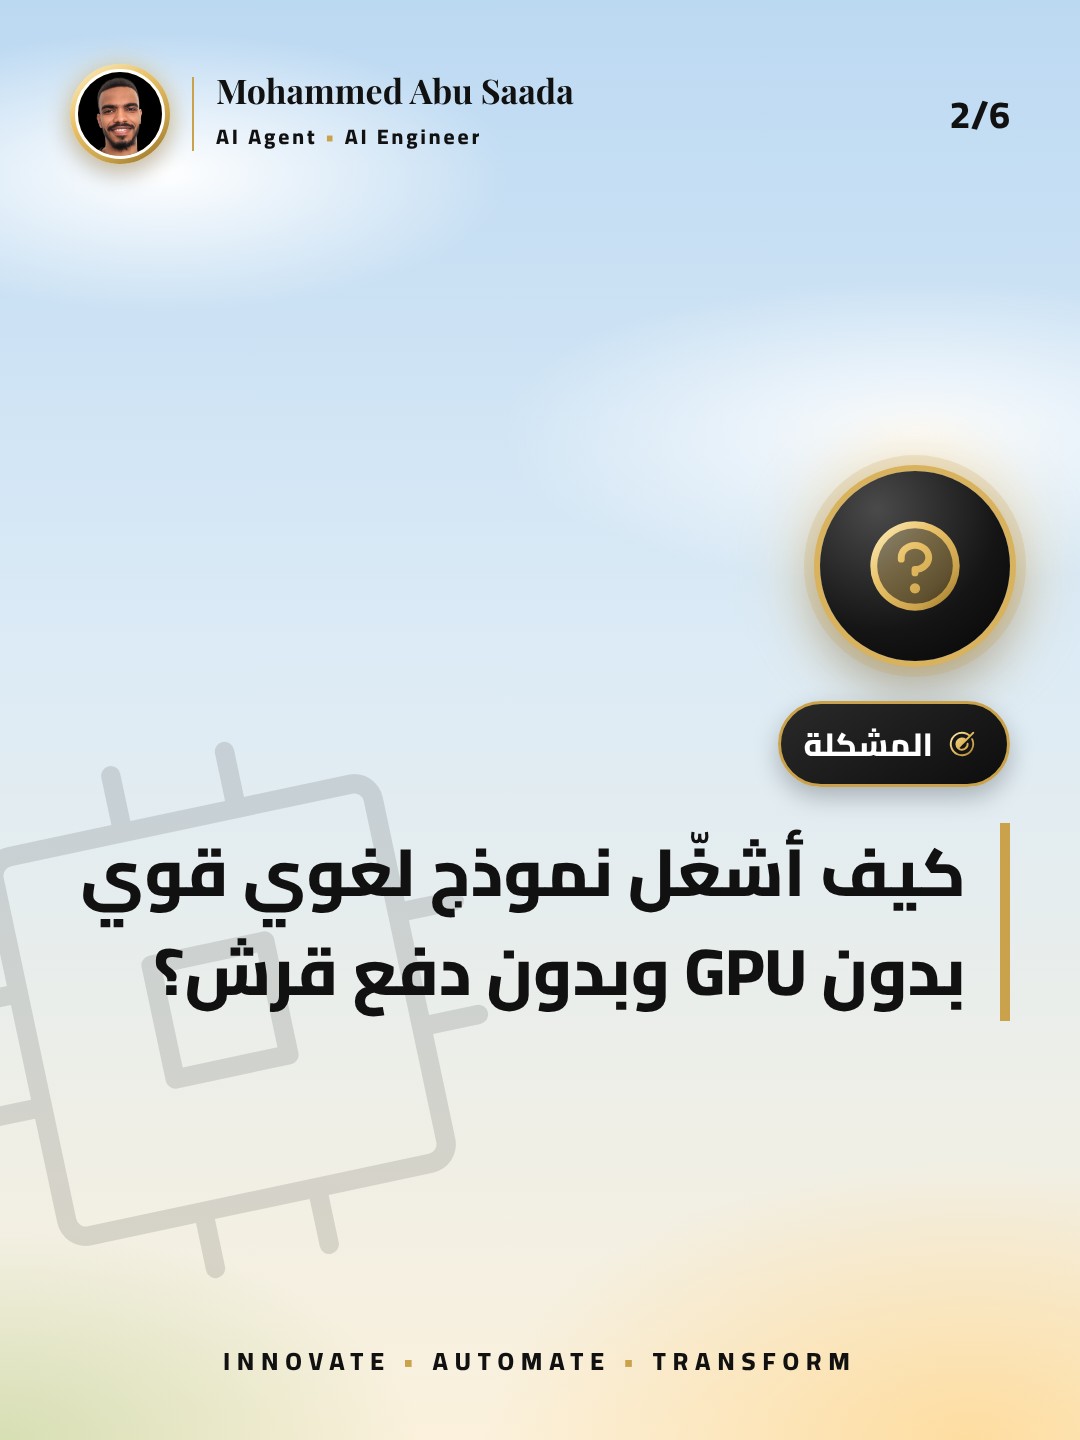 Mohammed Abu Saada
AI Agent ▪ AI Engineer
2/6
المشكلة
كيف أشغّل نموذج لغوي قوي
بدون GPU وبدون دفع قرش؟
INNOVATE ▪ AUTOMATE ▪ TRANSFORM